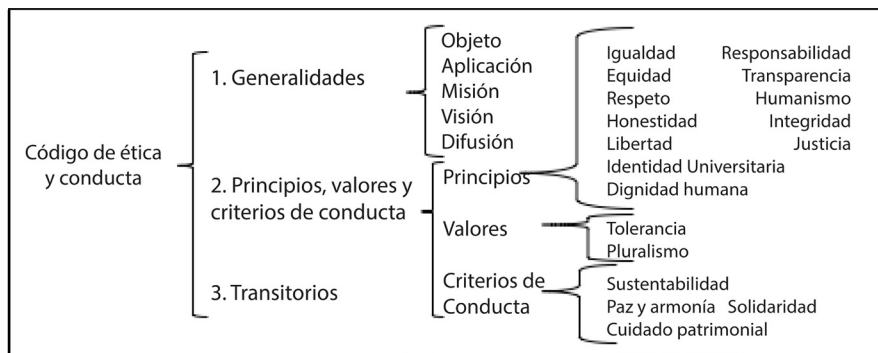 Código de ética
y conducta
1. Generalidades
2. Principios, valores y
criterios de conducta
3. Transitorios
Objeto
Aplicación
Misión
Visión
Difusión
Principios
Valores
Criterios de
Conducta
Igualdad Responsabilidad
Equidad Transparencia
Respeto Humanismo
Honestidad Integridad
Libertad Justicia
Identidad Universitaria
Dignidad humana
Tolerancia
Pluralismo
Sustentabilidad
Paz y armonía Solidaridad
Cuidado patrimonial